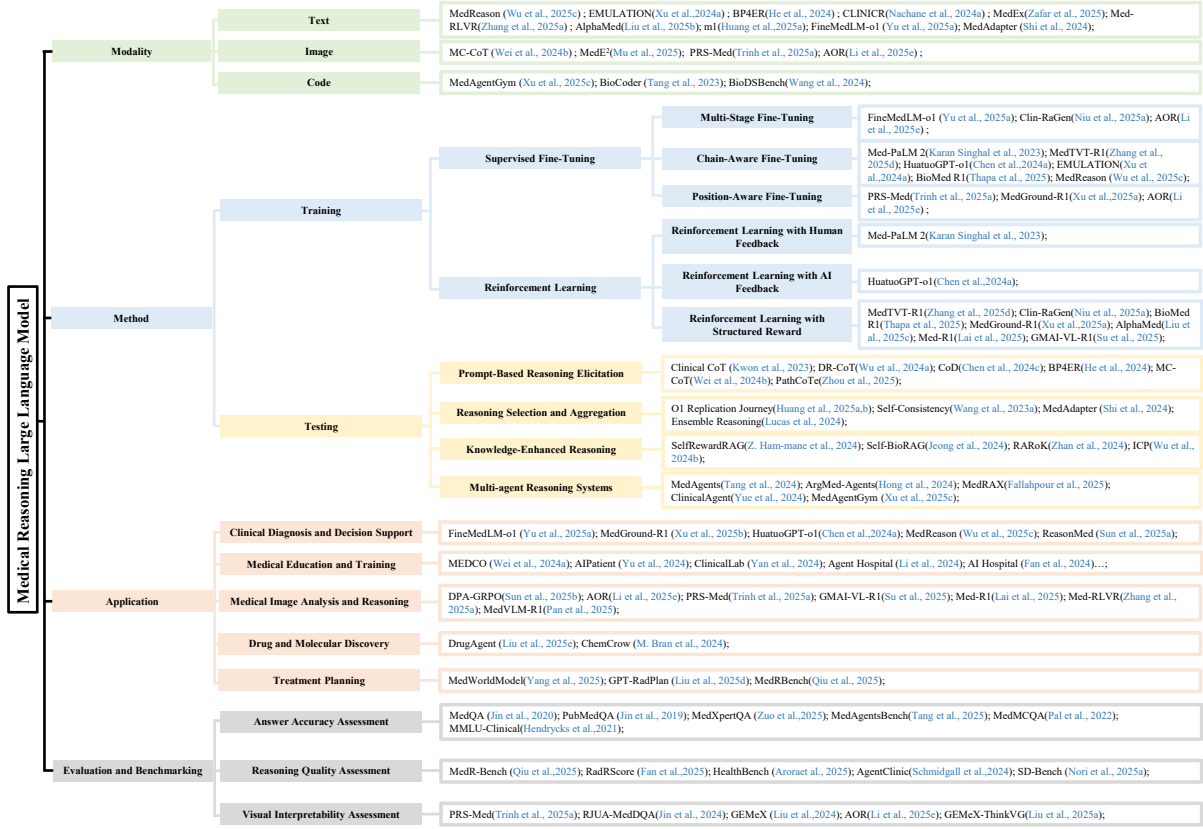 Medical Reasoning Large Language Model
Modality
Text
MedReason (Wu et al., 2025c) ; EMULATION(Xu et al.,2024a) ; BP4ER(He et al., 2024) ; CLINICR(Nachane et al., 2024a) ; MedEx(Zafar et al., 2025); Med-
RLVR(Zhang et al., 2025a) ; AlphaMed(Liu et al., 2025b); m1(Huang et al., 2025a); FineMedLM-o1 (Yu et al., 2025a); MedAdapter (Shi et al., 2024);
Image
MC-CoT (Wei et al., 2024b) ; MedE²(Mu et al., 2025); PRS-Med(Trinh et al., 2025a); AOR(Li et al., 2025e) ;
Code
MedAgentGym (Xu et al., 2025c); BioCoder (Tang et al., 2023); BioDSBench(Wang et al., 2024);
Method
Training
Supervised Fine-Tuning
Multi-Stage Fine-Tuning
FineMedLM-o1 (Yu et al., 2025a); Clin-RaGen(Niu et al., 2025a); AOR(Li
et al., 2025e) ;
Chain-Aware Fine-Tuning
Med-PaLM 2(Karan Singhal et al., 2023); MedTVT-R1(Zhang et al.,
2025d); HuatuoGPT-o1(Chen et al.,2024a); EMULATION(Xu et
al.,2024a); BioMed R1(Thapa et al., 2025); MedReason (Wu et al., 2025c);
Position-Aware Fine-Tuning
PRS-Med(Trinh et al., 2025a); MedGround-R1(Xu et al.,2025a); AOR(Li
et al., 2025e) ;
Reinforcement Learning
Reinforcement Learning with Human
Feedback
Med-PaLM 2(Karan Singhal et al., 2023);
Reinforcement Learning with AI
Feedback
HuatuoGPT-o1(Chen et al.,2024a);
Reinforcement Learning with
Structured Reward
MedTVT-R1(Zhang et al., 2025d); Clin-RaGen(Niu et al., 2025a); BioMed
R1(Thapa et al., 2025); MedGround-R1(Xu et al.,2025a); AlphaMed(Liu et
al., 2025c); Med-R1(Lai et al., 2025); GMAI-VL-R1(Su et al., 2025);
Testing
Prompt-Based Reasoning Elicitation
Clinical CoT (Kwon et al., 2023); DR-CoT(Wu et al., 2024a); CoD(Chen et al., 2024c); BP4ER(He et al., 2024); MC-
CoT(Wei et al., 2024b); PathCoTe(Zhou et al., 2025);
Reasoning Selection and Aggregation
O1 Replication Journey(Huang et al., 2025a,b); Self-Consistency(Wang et al., 2023a); MedAdapter (Shi et al., 2024);
Ensemble Reasoning(Lucas et al., 2024);
Knowledge-Enhanced Reasoning
SelfRewardRAG(Z. Ham-mane et al., 2024); Self-BioRAG(Jeong et al., 2024); RARoK(Zhan et al., 2024); ICP(Wu et al.,
2024b);
Multi-agent Reasoning Systems
MedAgents(Tang et al., 2024); ArgMed-Agents(Hong et al., 2024); MedRAX(Fallahpour et al., 2025);
ClinicalAgent(Yue et al., 2024); MedAgentGym (Xu et al., 2025c);
Application
Clinical Diagnosis and Decision Support
FineMedLM-o1 (Yu et al., 2025a); MedGround-R1 (Xu et al., 2025b); HuatuoGPT-o1(Chen et al.,2024a); MedReason (Wu et al., 2025c); ReasonMed (Sun et al., 2025a);
Medical Education and Training
MEDCO (Wei et al., 2024a); AIPatient (Yu et al., 2024); ClinicalLab (Yan et al., 2024); Agent Hospital (Li et al., 2024); AI Hospital (Fan et al., 2024)…;
Medical Image Analysis and Reasoning
DPA-GRPO(Sun et al., 2025b); AOR(Li et al., 2025e); PRS-Med(Trinh et al., 2025a); GMAI-VL-R1(Su et al., 2025); Med-R1(Lai et al., 2025); Med-RLVR(Zhang et al.,
2025a); MedVLM-R1(Pan et al., 2025);
Drug and Molecular Discovery
DrugAgent (Liu et al., 2025e); ChemCrow (M. Bran et al., 2024);
Treatment Planning
MedWorldModel(Yang et al., 2025); GPT-RadPlan (Liu et al., 2025d); MedRBench(Qiu et al., 2025);
Evaluation and Benchmarking
Answer Accuracy Assessment
MedQA (Jin et al., 2020); PubMedQA (Jin et al., 2019); MedXpertQA (Zuo et al.,2025); MedAgentsBench(Tang et al., 2025); MedMCQA(Pal et al., 2022);
MMLU-Clinical(Hendrycks et al.,2021);
Reasoning Quality Assessment
MedR-Bench (Qiu et al.,2025); RadRScore (Fan et al.,2025); HealthBench (Aroraet al., 2025); AgentClinic(Schmidgall et al.,2024); SD-Bench (Nori et al., 2025a);
Visual Interpretability Assessment
PRS-Med(Trinh et al., 2025a); RJUA-MedDQA(Jin et al., 2024); GEMeX (Liu et al.,2024); AOR(Li et al., 2025e); GEMeX-ThinkVG(Liu et al., 2025a);